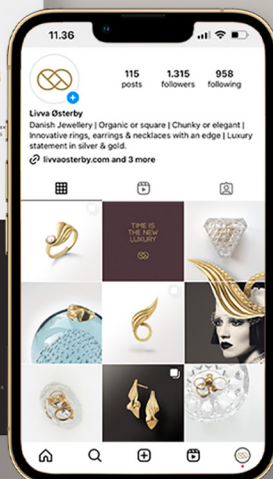 11.36
115
1.315
958
posts
followers
following
Livva Østerby
Danish Jewellery | Organic or square | Chunky or elegant |
Innovative rings, earrings & necklaces with an edge | Luxury
statement in silver & gold.
livvaosterby.com and 3 more
TIME IS
THE NEW
LUXURY